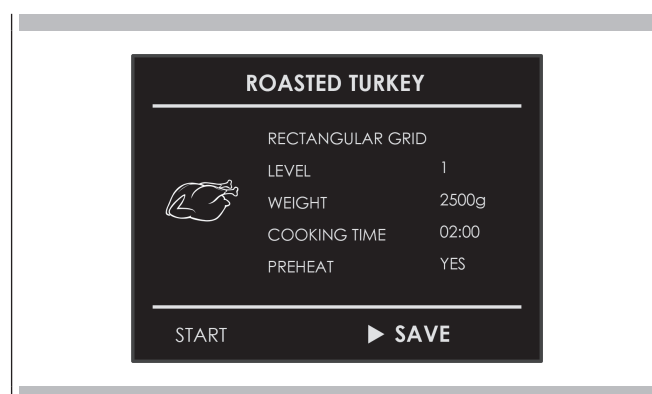 ROASTED TURKEY
RECTANGULAR GRID
LEVEL 1
WEIGHT 2500g
COOKING TIME 02:00
PREHEAT YES
START ▶ SAVE